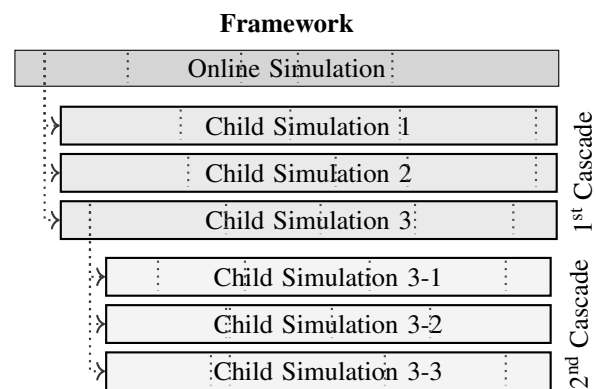 Framework
Online Simulation
Child Simulation 1
Child Simulation 2
Child Simulation 3
1st Cascade
Child Simulation 3-1
Child Simulation 3-2
Child Simulation 3-3
2nd Cascade